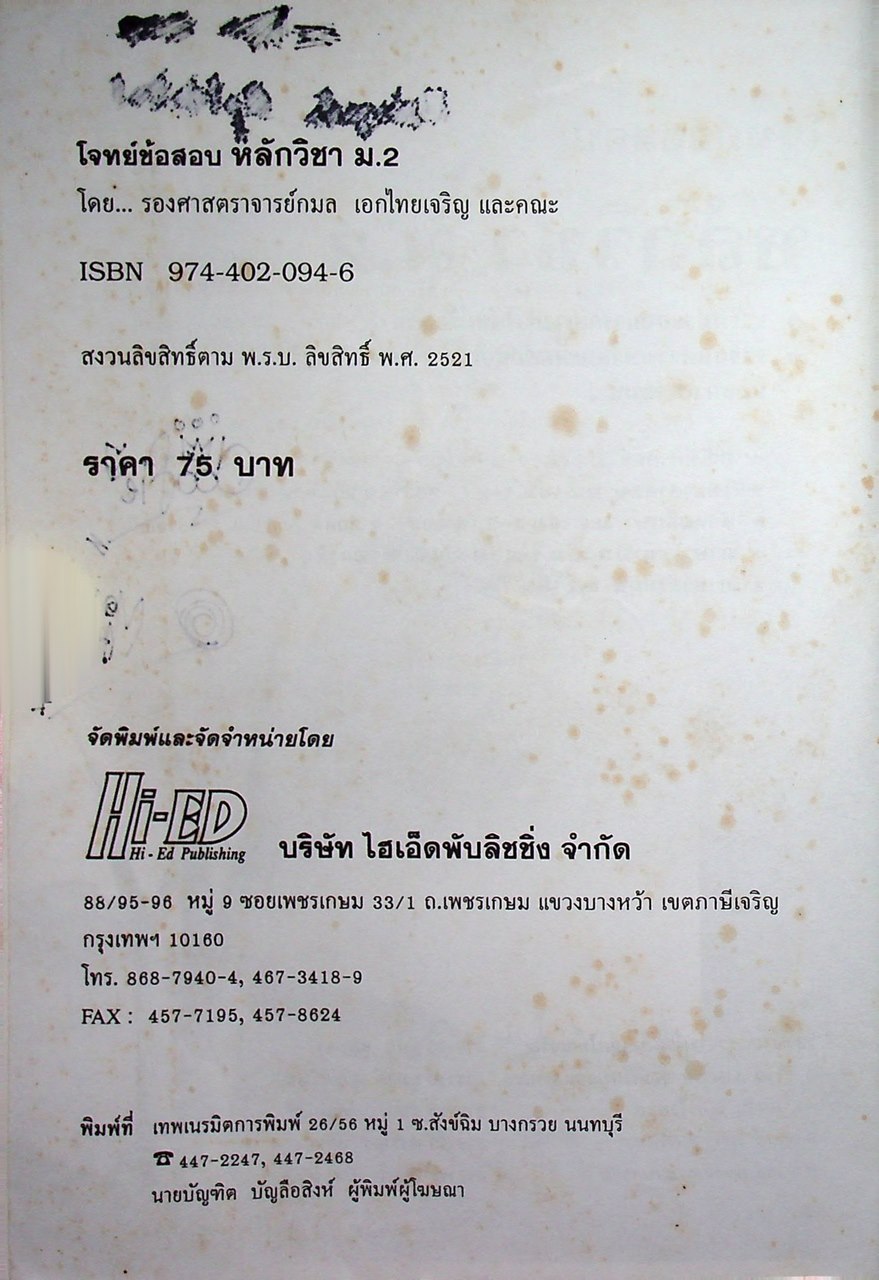 โจทย์ข้อสอบ หลักวิชา ม.2
โดย... รองศาสตราจารย์กมล เอกไทยเจริญ และคณะ
ISBN 974-402-094-6
สงวนลิขสิทธิ์ตาม พ.ร.บ. ลิขสิทธิ์ พ.ศ. 2521
ราคา 75 บาท
จัดพิมพ์และจัดจำหน่ายโดย
Hi-ED
Hi - Ed Publishing
บริษัท ไฮเอ็ดพับลิชชิ่ง จำกัด
88/95-96 หมู่ 9 ซอยเพชรเกษม 33/1 ถ.เพชรเกษม แขวงบางหว้า เขตภาษีเจริญ
กรุงเทพฯ 10160
โทร. 868-7940-4, 467-3418-9
FAX : 457-7195, 457-8624
พิมพ์ที่ เทพเนรมิตการพิมพ์ 26/56 หมู่ 1 ซ.สังข์ฉิม บางกรวย นนทบุรี
☎ 447-2247, 447-2468
นายบัญฑิต บัญลือสิงห์ ผู้พิมพ์ผู้โฆษณา